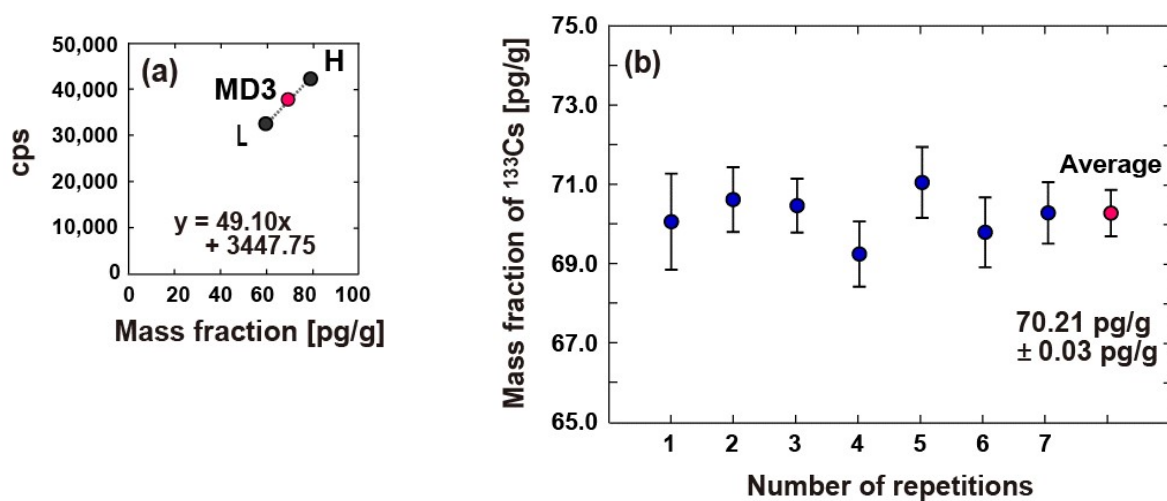 (a)
50,000
40,000
30,000
20,000
10,000
0
cps
H
MD3
L
y = 49.10x
+ 3447.75
0 20 40 60 80 100
Mass fraction [pg/g]
(b)
75.0
73.0
71.0
69.0
67.0
65.0
Mass fraction of ¹³³Cs [pg/g]
Average
70.21 pg/g
± 0.03 pg/g
1 2 3 4 5 6 7
Number of repetitions